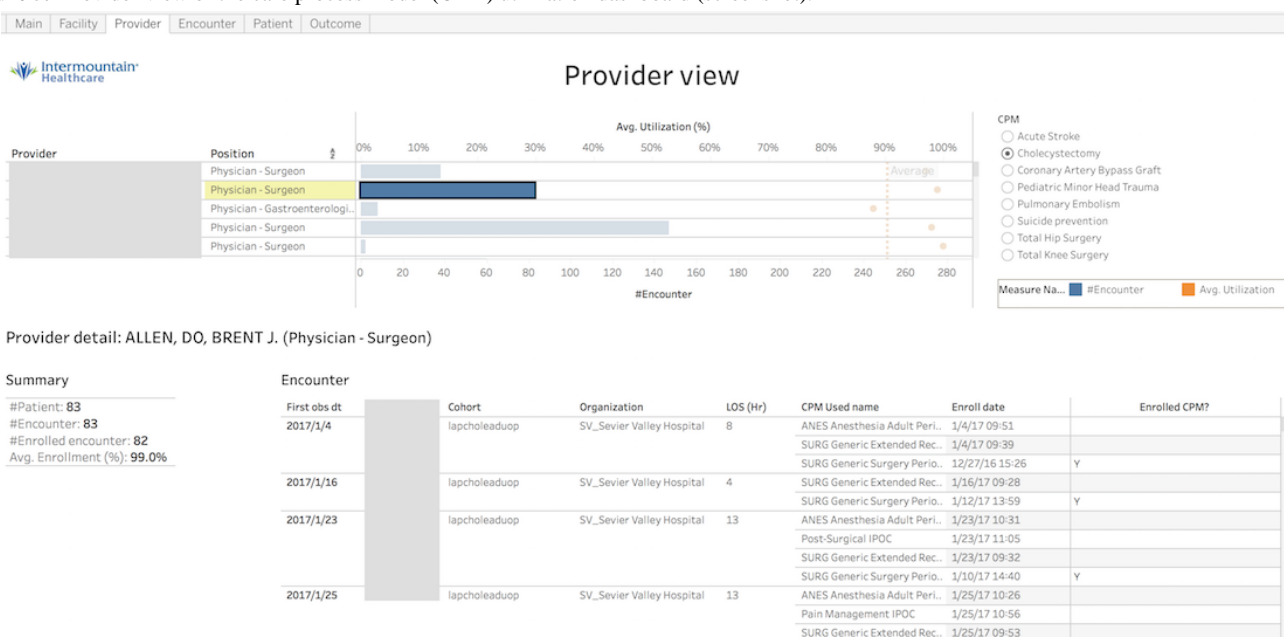 Main Facility Provider Encounter Patient Outcome
Intermountain
Healthcare
Provider view
Avg. Utilization (%)
Provider Position 0% 10% 20% 30% 40% 50% 60% 70% 80% 90% 100%
Physician - Surgeon Average
Physician - Surgeon
Physician - Gastroenterologi..
Physician - Surgeon
Physician - Surgeon
0 20 40 60 80 100 120 140 160 180 200 220 240 260 280
#Encounter
CPM
Acute Stroke
Cholecystectomy
Coronary Artery Bypass Graft
Pediatric Minor Head Trauma
Pulmonary Embolism
Suicide prevention
Total Hip Surgery
Total Knee Surgery
Measure Na... #Encounter Avg. Utilization
Provider detail: ALLEN, DO, BRENT J. (Physician - Surgeon)
Summary
#Patient: 83
#Encounter: 83
#Enrolled encounter: 82
Avg. Enrollment (%): 99.0%
Encounter
First obs dt Cohort Organization LOS (Hr) CPM Used name Enroll date Enrolled CPM?
2017/1/4 lapcholeaduop SV_Sevier Valley Hospital 8 ANES Anesthesia Adult Peri.. 1/4/17 09:51
SURG Generic Extended Rec.. 1/4/17 09:39
SURG Generic Surgery Perio.. 12/27/16 15:26 Y
2017/1/16 lapcholeaduop SV_Sevier Valley Hospital 4 SURG Generic Extended Rec.. 1/16/17 09:28
SURG Generic Surgery Perio.. 1/12/17 13:59 Y
2017/1/23 lapcholeaduop SV_Sevier Valley Hospital 13 ANES Anesthesia Adult Peri.. 1/23/17 10:31
Post-Surgical IPOC 1/23/17 11:05
SURG Generic Extended Rec.. 1/23/17 09:32
SURG Generic Surgery Perio.. 1/10/17 14:40 Y
2017/1/25 lapcholeaduop SV_Sevier Valley Hospital 13 ANES Anesthesia Adult Peri.. 1/25/17 10:26
Pain Management IPOC 1/25/17 10:56
SURG Generic Extended Rec.. 1/25/17 09:53